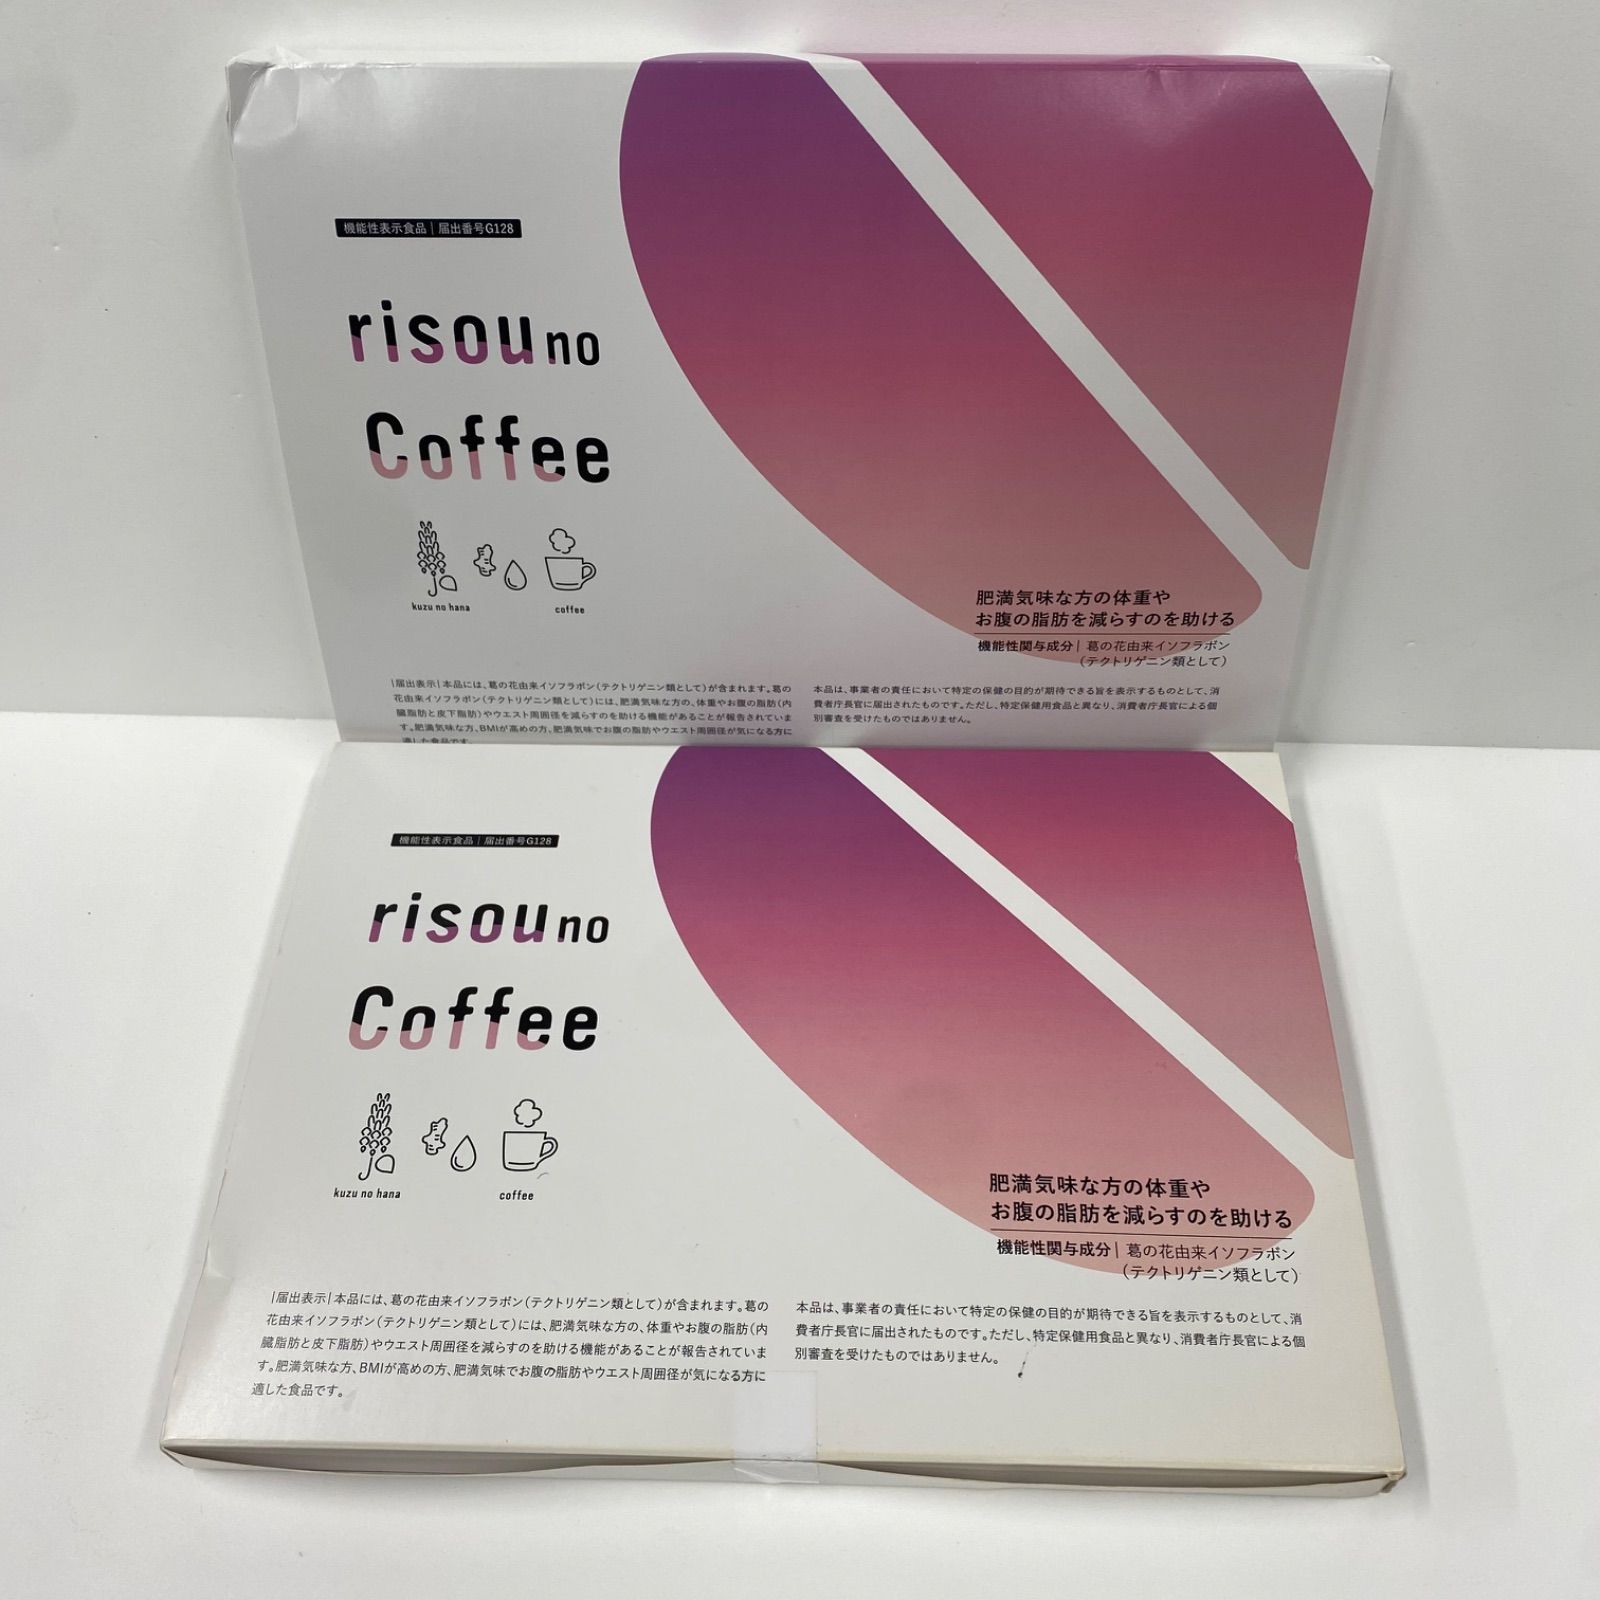 機能性表示食品｜届出番号G128
risou no
Coffee
kuzu no hana
coffee
肥満気味な方の体重や
お腹の脂肪を減らすのを助ける
機能性関与成分｜葛の花由来イソフラボン
（テクトリゲニン類として）
|届出表示|本品には、葛の花由来イソフラボン（テクトリゲニン類として）が含まれます。葛の
花由来イソフラボン（テクトリゲニン類として）には、肥満気味な方の、体重やお腹の脂肪（内
臓脂肪と皮下脂肪）やウエスト周囲径を減らすのを助ける機能があることが報告されていま
す。肥満気味な方、BMIが高めの方、肥満気味でお腹の脂肪やウエスト周囲径が気になる方に
適した食品です。
本品は、事業者の責任において特定の保健の目的が期待できる旨を表示するものとして、消
費者庁長官に届出されたものです。ただし、特定保健用食品と異なり、消費者庁長官による個
別審査を受けたものではありません。
機能性表示食品｜届出番号G128
risou no
Coffee
kuzu no hana
coffee
肥満気味な方の体重や
お腹の脂肪を減らすのを助ける
機能性関与成分｜葛の花由来イソフラボン
（テクトリゲニン類として）
|届出表示|本品には、葛の花由来イソフラボン（テクトリゲニン類として）が含まれます。葛の
花由来イソフラボン（テクトリゲニン類として）には、肥満気味な方の、体重やお腹の脂肪（内
臓脂肪と皮下脂肪）やウエスト周囲径を減らすのを助ける機能があることが報告されていま
す。肥満気味な方、BMIが高めの方、肥満気味でお腹の脂肪やウエスト周囲径が気になる方に
適した食品です。
本品は、事業者の責任において特定の保健の目的が期待できる旨を表示するものとして、消
費者庁長官に届出されたものです。ただし、特定保健用食品と異なり、消費者庁長官による個
別審査を受けたものではありません。